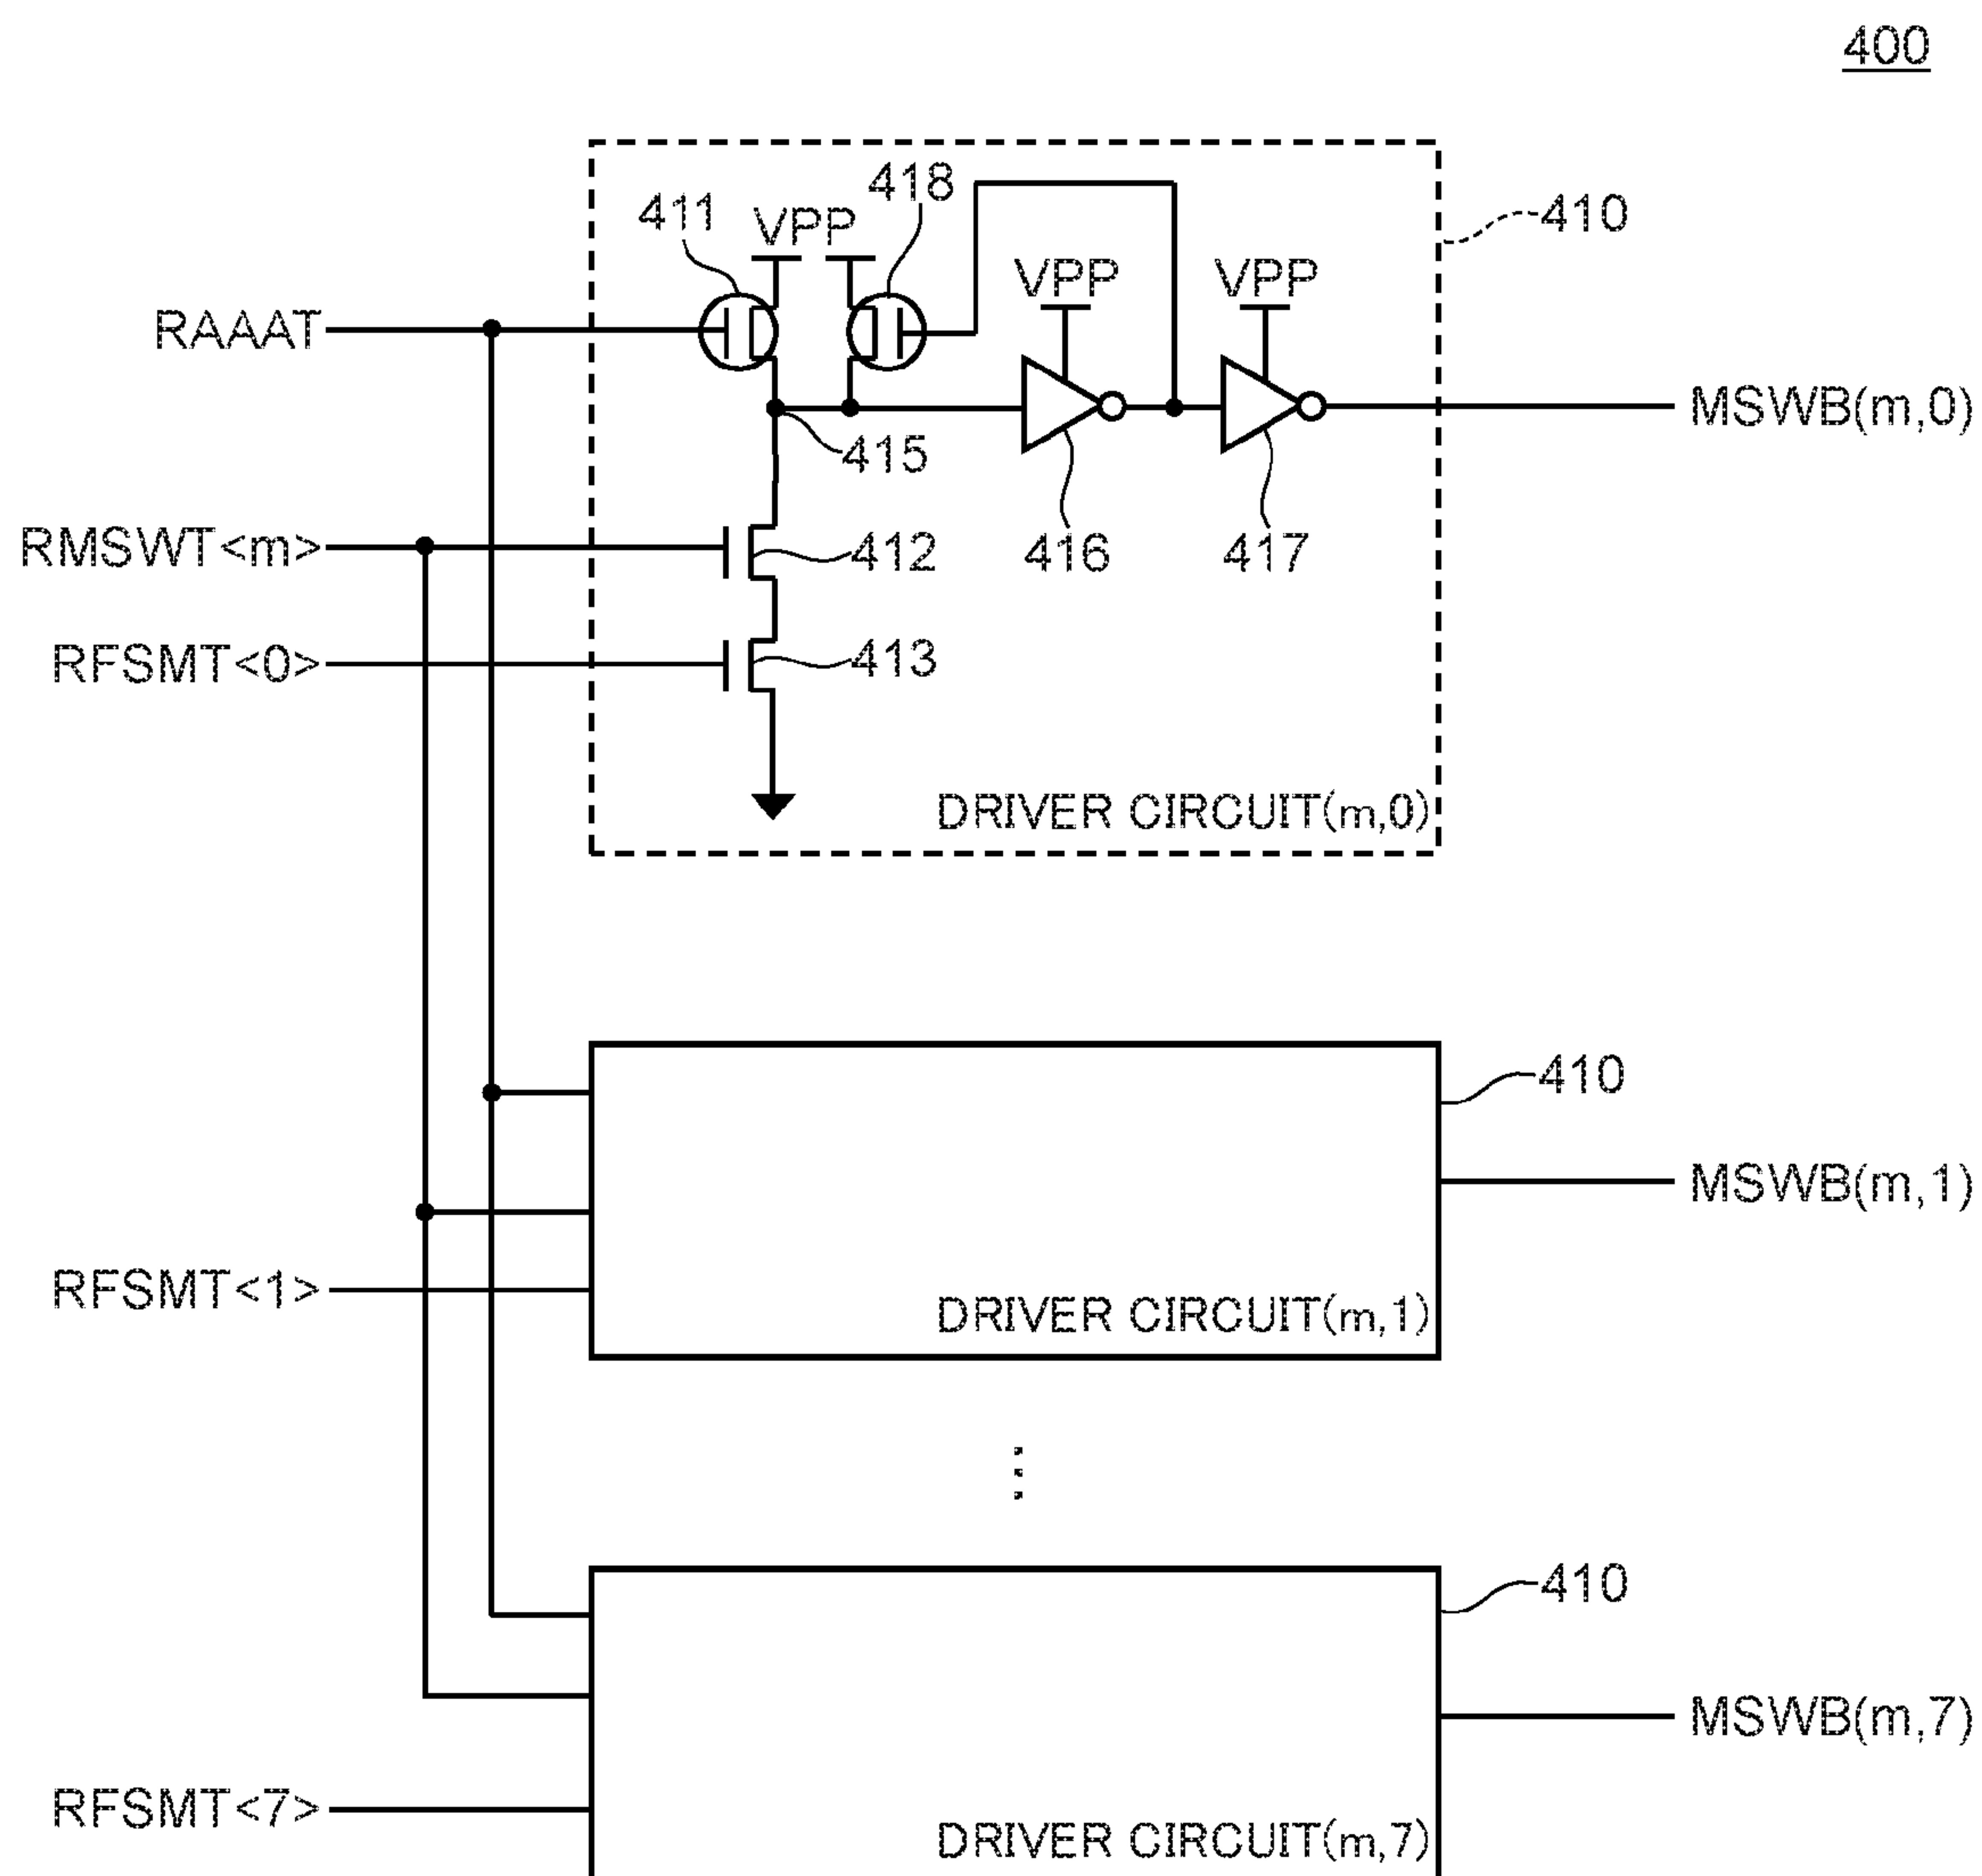 400
418
411
VPP
410
VPP
VPP
RAAAT
MSWB(m,0)
415
RMSWT<m>
412
416
417
RFSMT<0>
413
DRIVER CIRCUIT(m,0)
410
MSWB(m,1)
RFSMT<1>
DRIVER CIRCUIT(m,1)
410
MSWB(m,7)
RFSMT<7>
DRIVER CIRCUIT(m,7)